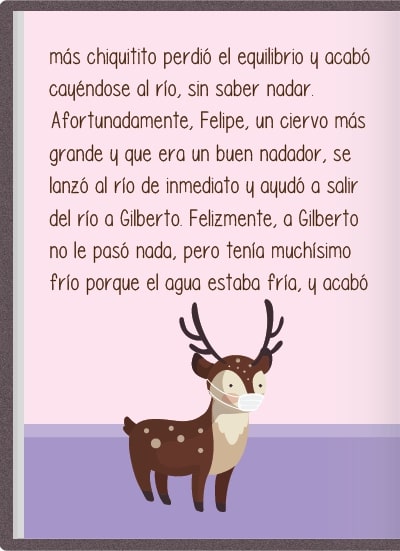 más chiquitito perdió el equilibrio y acabó
cayéndose al río, sin saber nadar.
Afortunadamente, Felipe, un ciervo más
grande y que era un buen nadador, se
lanzó al río de inmediato y ayudó a salir
del río a Gilberto. Felizmente, a Gilberto
no le pasó nada, pero tenía muchísimo
frío porque el agua estaba fría, y acabó